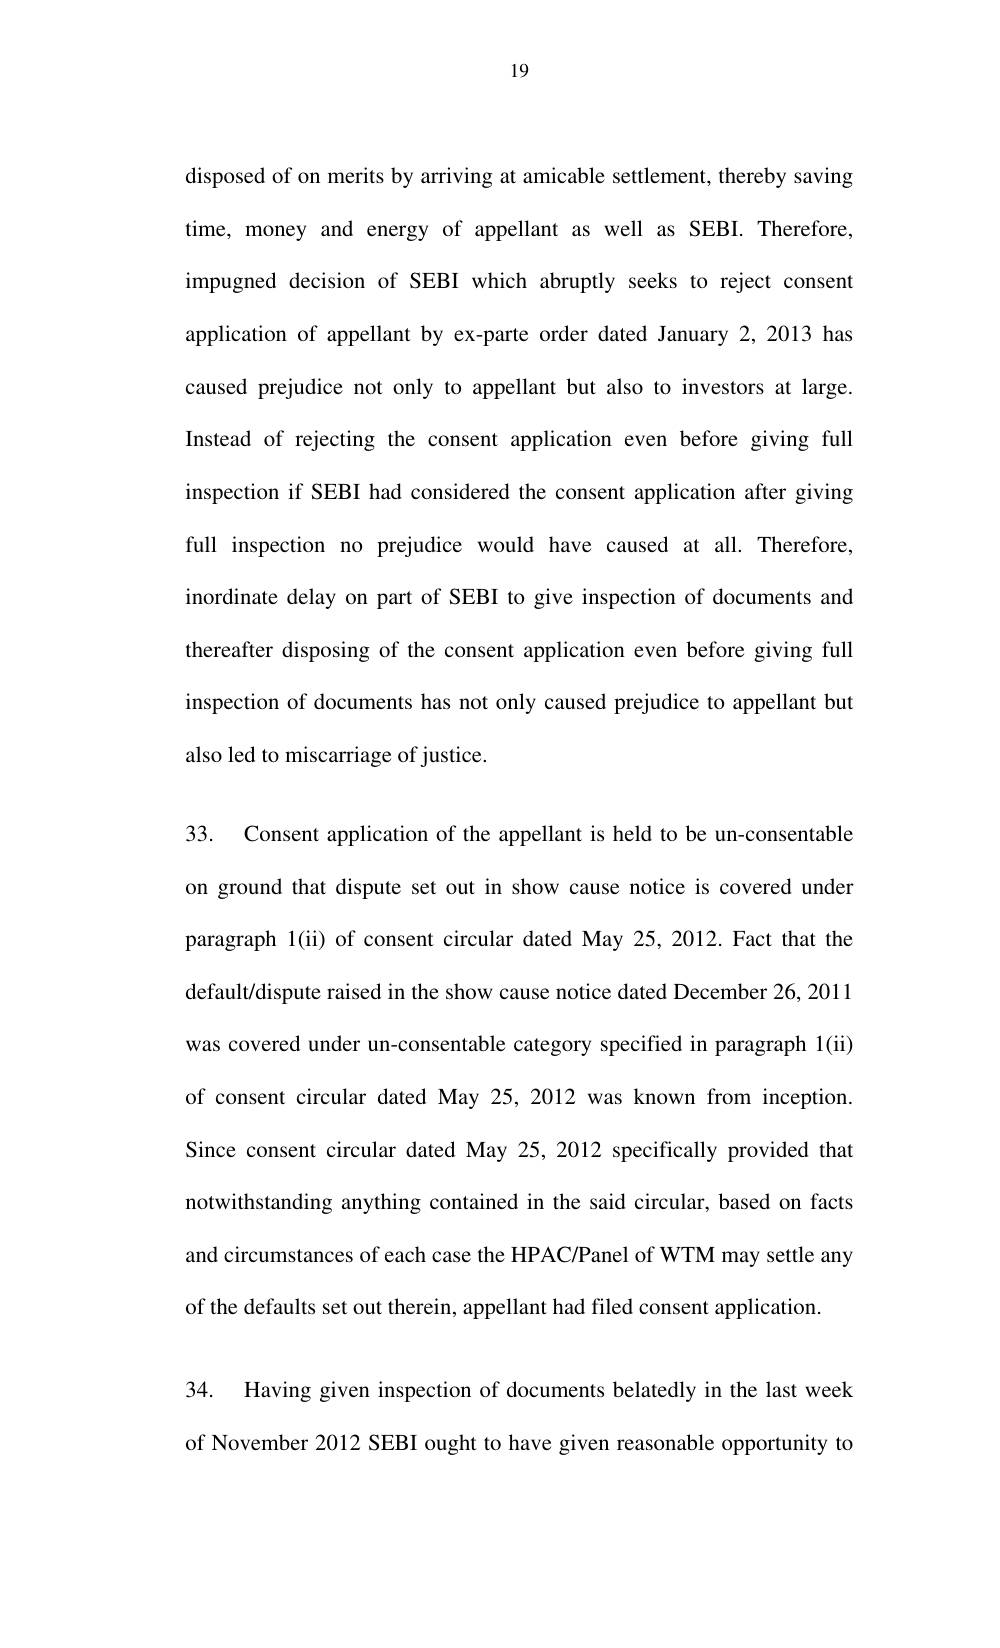 19
disposed of on merits by arriving at amicable settlement, thereby saving
time, money and energy of appellant as well as SEBI. Therefore,
impugned decision of SEBI which abruptly seeks to reject consent
application of appellant by ex-parte order dated January 2, 2013 has
caused prejudice not only to appellant but also to investors at large.
Instead of rejecting the consent application even before giving full
inspection if SEBI had considered the consent application after giving
full inspection no prejudice would have caused at all. Therefore,
inordinate delay on part of SEBI to give inspection of documents and
thereafter disposing of the consent application even before giving full
inspection of documents has not only caused prejudice to appellant but
also led to miscarriage of justice.
33. Consent application of the appellant is held to be un-consentable
on ground that dispute set out in show cause notice is covered under
paragraph 1(ii) of consent circular dated May 25, 2012. Fact that the
default/dispute raised in the show cause notice dated December 26, 2011
was covered under un-consentable category specified in paragraph 1(ii)
of consent circular dated May 25, 2012 was known from inception.
Since consent circular dated May 25, 2012 specifically provided that
notwithstanding anything contained in the said circular, based on facts
and circumstances of each case the HPAC/Panel of WTM may settle any
of the defaults set out therein, appellant had filed consent application.
34. Having given inspection of documents belatedly in the last week
of November 2012 SEBI ought to have given reasonable opportunity to